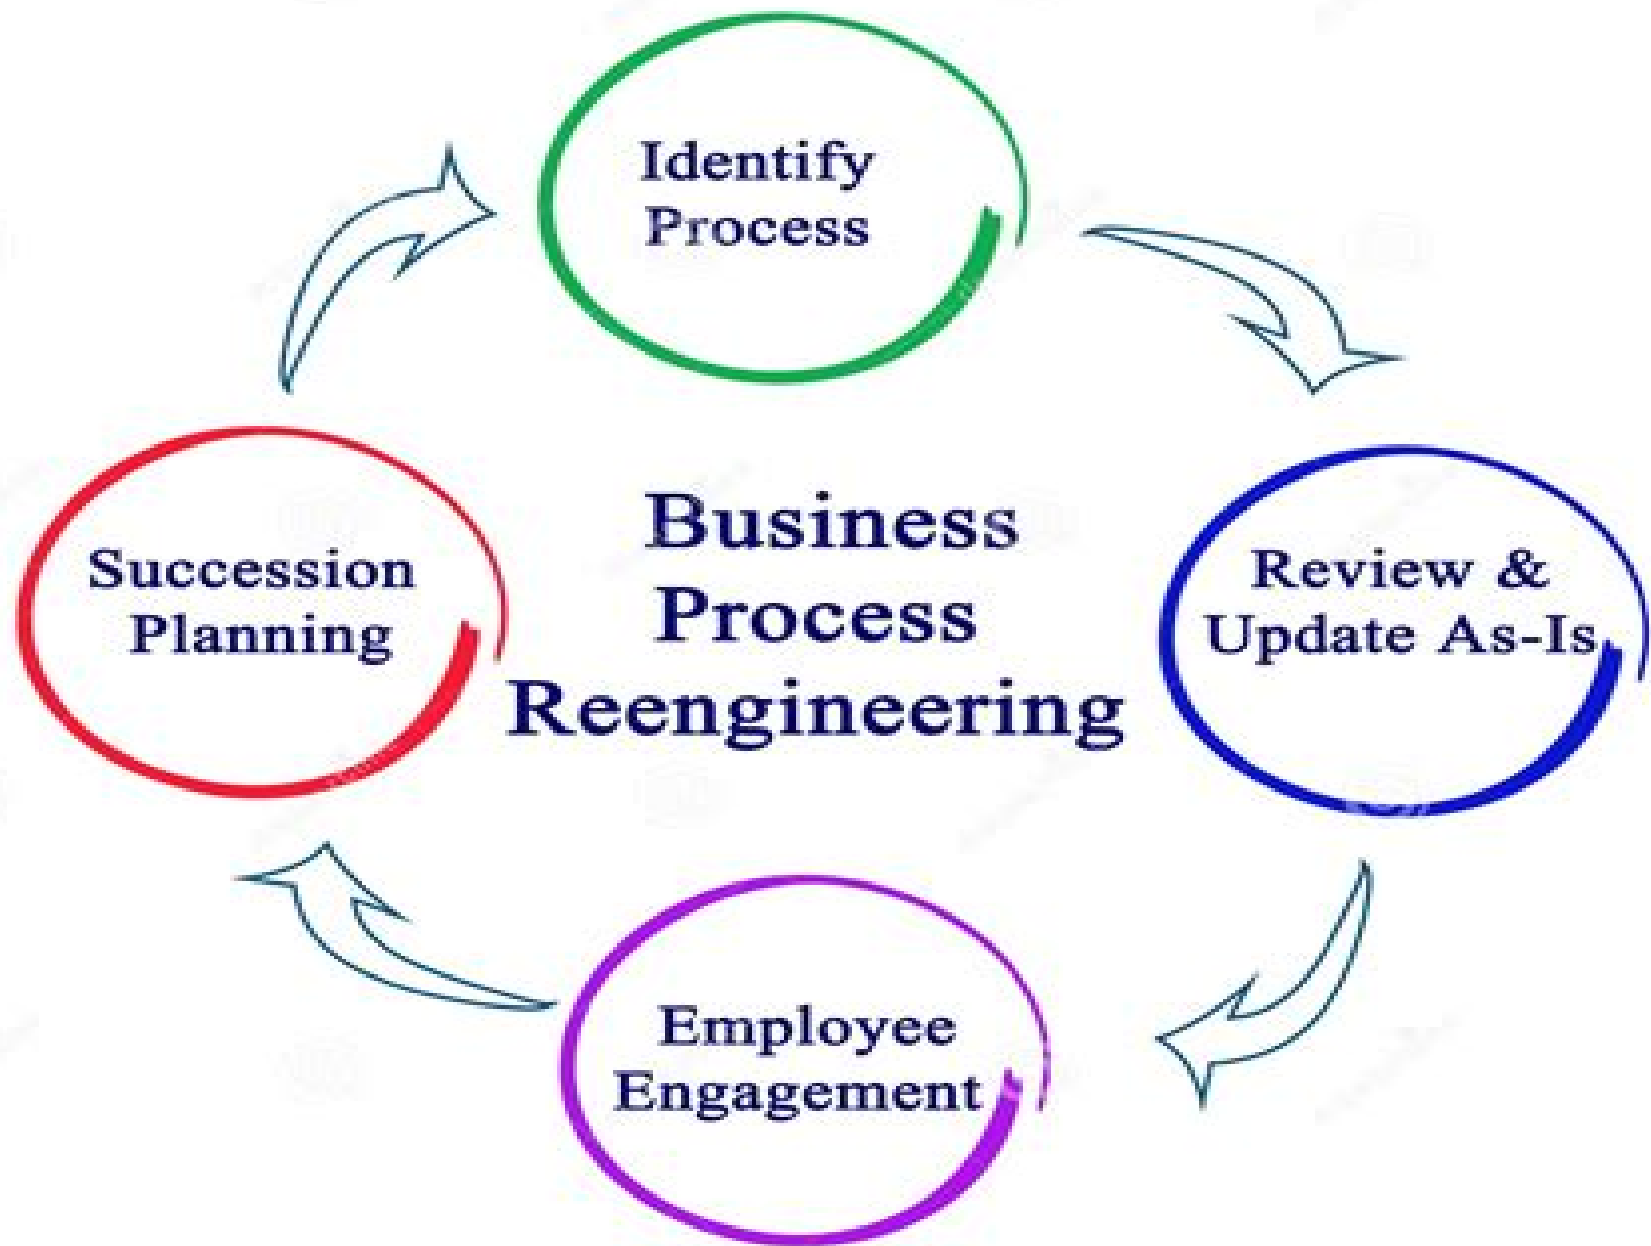 Identify
Process
Review &
Update As-Is
Employee
Engagement
Succession
Planning
Business
Process
Reengineering